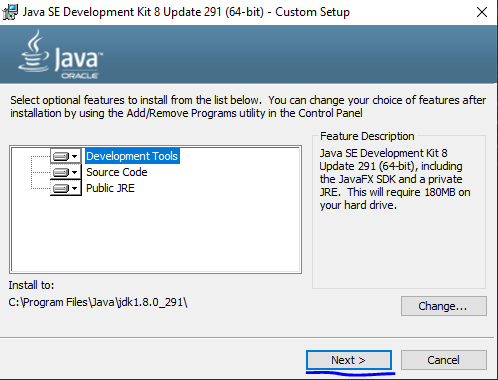 Java SE Development Kit 8 Update 291 (64-bit) - Custom Setup
Java
ORACLE
Select optional features to install from the list below. You can change your choice of features after
installation by using the Add/Remove Programs utility in the Control Panel
Development Tools
Source Code
Public JRE
Feature Description
Java SE Development Kit 8
Update 291 (64-bit), including
the JavaFX SDK and a private
JRE. This will require 180MB on
your hard drive.
Install to:
C:\Program Files\Java\jdk1.8.0_291\
Change...
Next >
Cancel